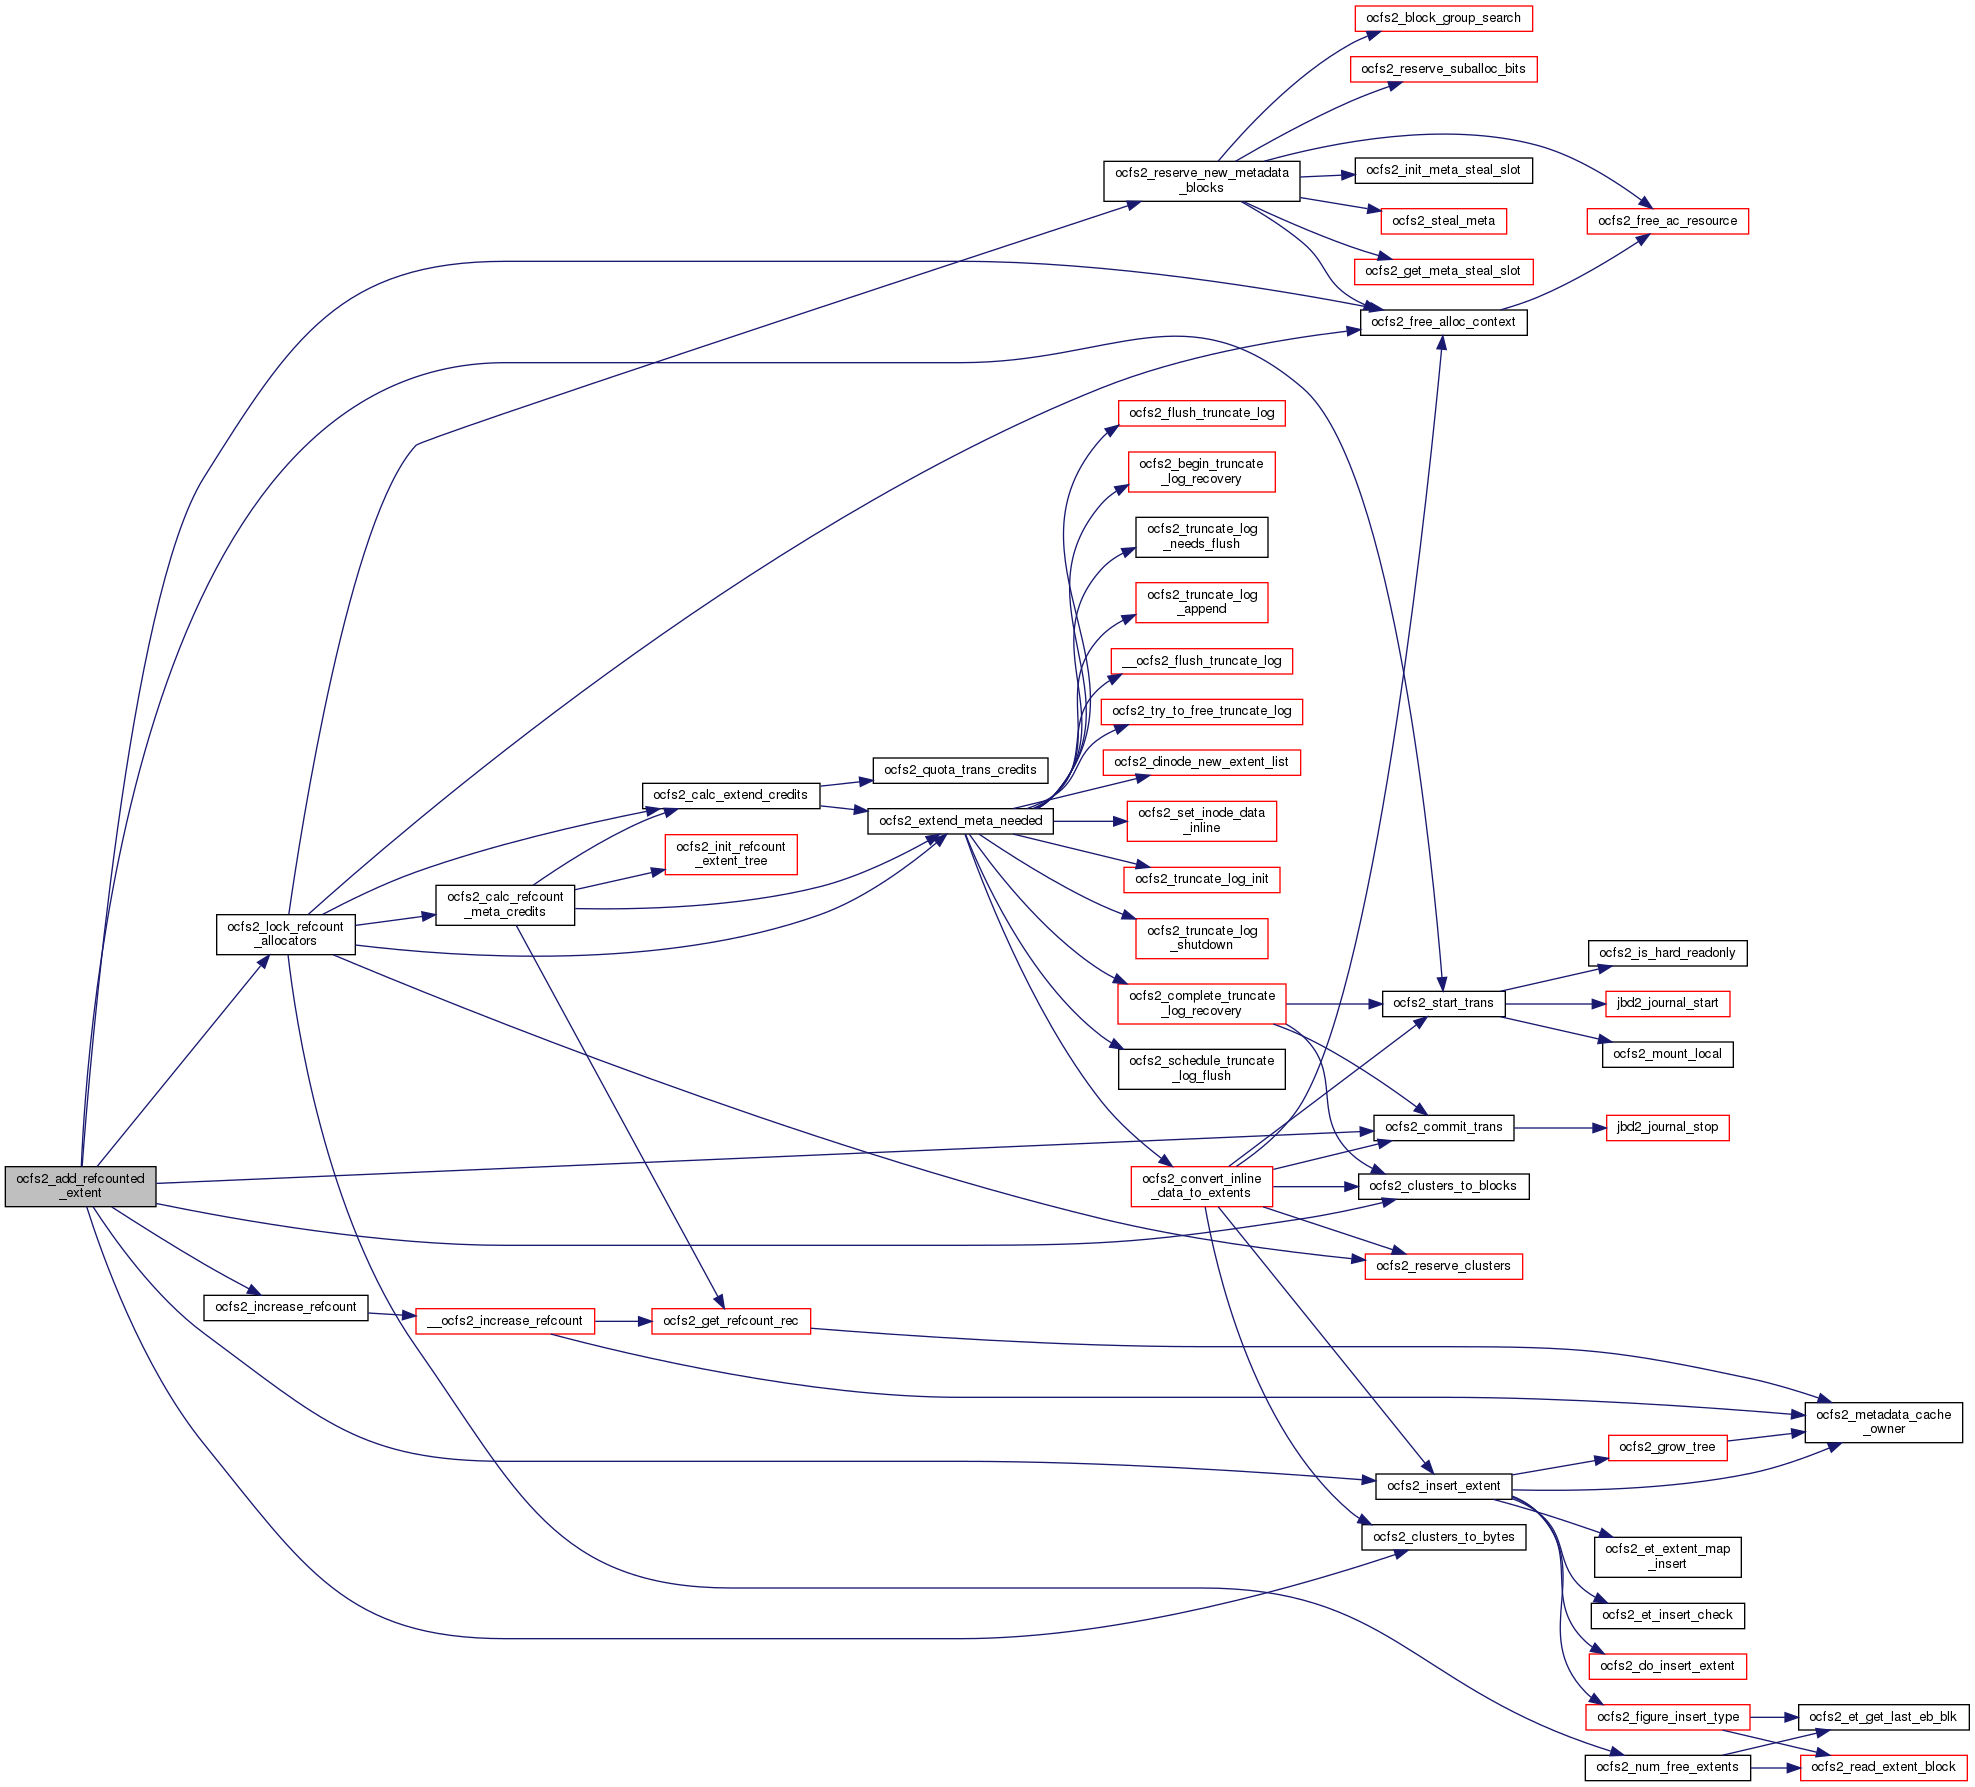 ocfs2_block_group_search
ocfs2_reserve_suballoc_bits
ocfs2_reserve_new_metadata
_blocks
ocfs2_init_meta_steal_slot
ocfs2_steal_meta
ocfs2_free_ac_resource
ocfs2_get_meta_steal_slot
ocfs2_free_alloc_context
ocfs2_flush_truncate_log
ocfs2_begin_truncate
_log_recovery
ocfs2_truncate_log
_needs_flush
ocfs2_truncate_log
_append
__ocfs2_flush_truncate_log
ocfs2_try_to_free_truncate_log
ocfs2_dinode_new_extent_list
ocfs2_quota_trans_credits
ocfs2_calc_extend_credits
ocfs2_extend_meta_needed
ocfs2_set_inode_data
_inline
ocfs2_init_refcount
_extent_tree
ocfs2_truncate_log_init
ocfs2_calc_refcount
_meta_credits
ocfs2_lock_refcount
_allocators
ocfs2_truncate_log
_shutdown
ocfs2_is_hard_readonly
ocfs2_complete_truncate
_log_recovery
ocfs2_start_trans
jbd2_journal_start
ocfs2_schedule_truncate
_log_flush
ocfs2_mount_local
ocfs2_commit_trans
jbd2_journal_stop
ocfs2_add_refcounted
_extent
ocfs2_convert_inline
_data_to_extents
ocfs2_clusters_to_blocks
ocfs2_reserve_clusters
ocfs2_increase_refcount
__ocfs2_increase_refcount
ocfs2_get_refcount_rec
ocfs2_metadata_cache
_owner
ocfs2_grow_tree
ocfs2_insert_extent
ocfs2_clusters_to_bytes
ocfs2_et_extent_map
_insert
ocfs2_et_insert_check
ocfs2_do_insert_extent
ocfs2_figure_insert_type
ocfs2_et_get_last_eb_blk
ocfs2_num_free_extents
ocfs2_read_extent_block